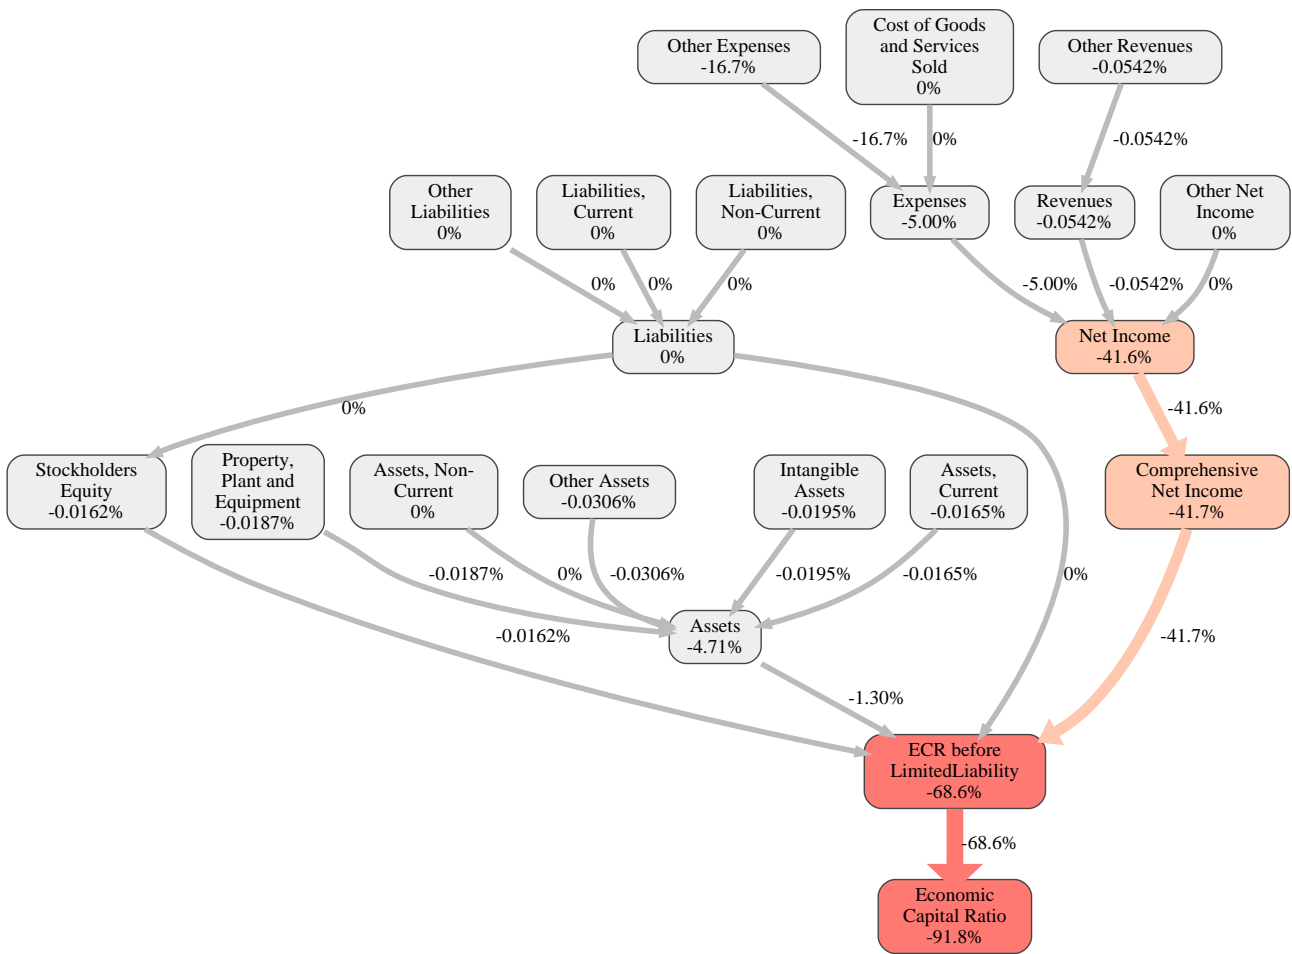 Other Expenses
-16.7%
Cost of Goods
and Services
Sold
0%
Other Revenues
-0.0542%
-16.7%
0%
-0.0542%
Other
Liabilities
0%
Liabilities,
Current
0%
Liabilities,
Non-Current
0%
Expenses
-5.00%
Revenues
-0.0542%
Other Net
Income
0%
0%
0%
0%
-5.00%
-0.0542%
0%
Liabilities
0%
Net Income
-41.6%
0%
-41.6%
Stockholders
Equity
-0.0162%
Property,
Plant and
Equipment
-0.0187%
Assets, Non-
Current
0%
Other Assets
-0.0306%
Intangible
Assets
-0.0195%
Assets,
Current
-0.0165%
Comprehensive
Net Income
-41.7%
-0.0187%
0%
-0.0306%
-0.0195%
-0.0165%
0%
Assets
-4.71%
-0.0162%
-41.7%
-1.30%
ECR before
LimitedLiability
-68.6%
-68.6%
Economic
Capital Ratio
-91.8%